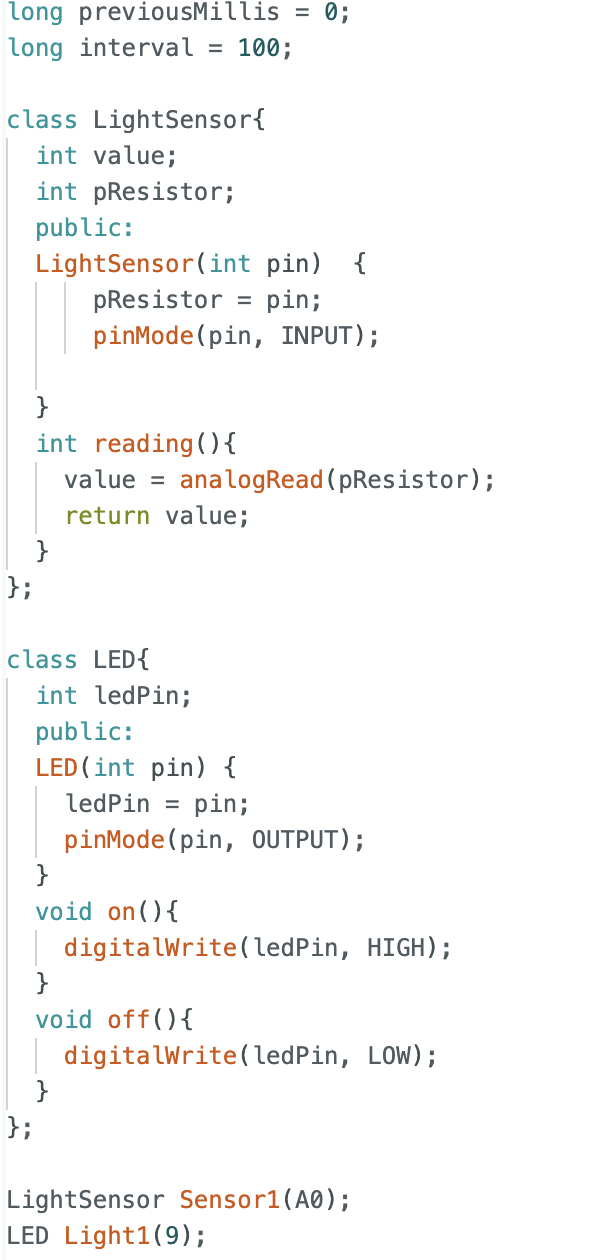 long previousMillis = 0;
long interval = 100;

class LightSensor{
  int value;
  int pResistor;
  public:
  LightSensor(int pin)  {
      pResistor = pin;
      pinMode(pin, INPUT);

  }
  int reading(){
    value = analogRead(pResistor);
    return value;
  }
};

class LED{
  int ledPin;
  public:
  LED(int pin) {
    ledPin = pin;
    pinMode(pin, OUTPUT);
  }
  void on(){
    digitalWrite(ledPin, HIGH);
  }
  void off(){
    digitalWrite(ledPin, LOW);
  }
};

LightSensor Sensor1(A0);
LED Light1(9);